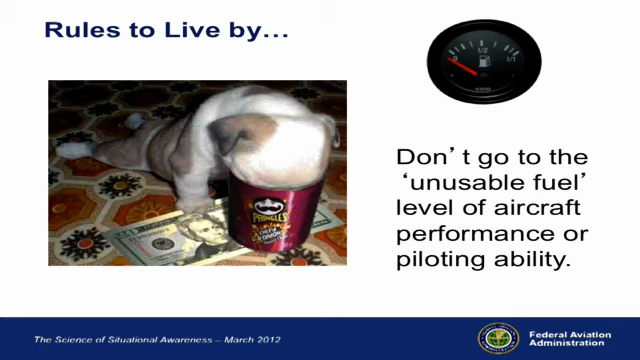 Rules to Live by…
0
1/2
1/1
VDO
Don’t go to the
‘unusable fuel’
level of aircraft
performance or
piloting ability.
PRINGLES
The Science of Situational Awareness – March 2012
Federal Aviation
Administration